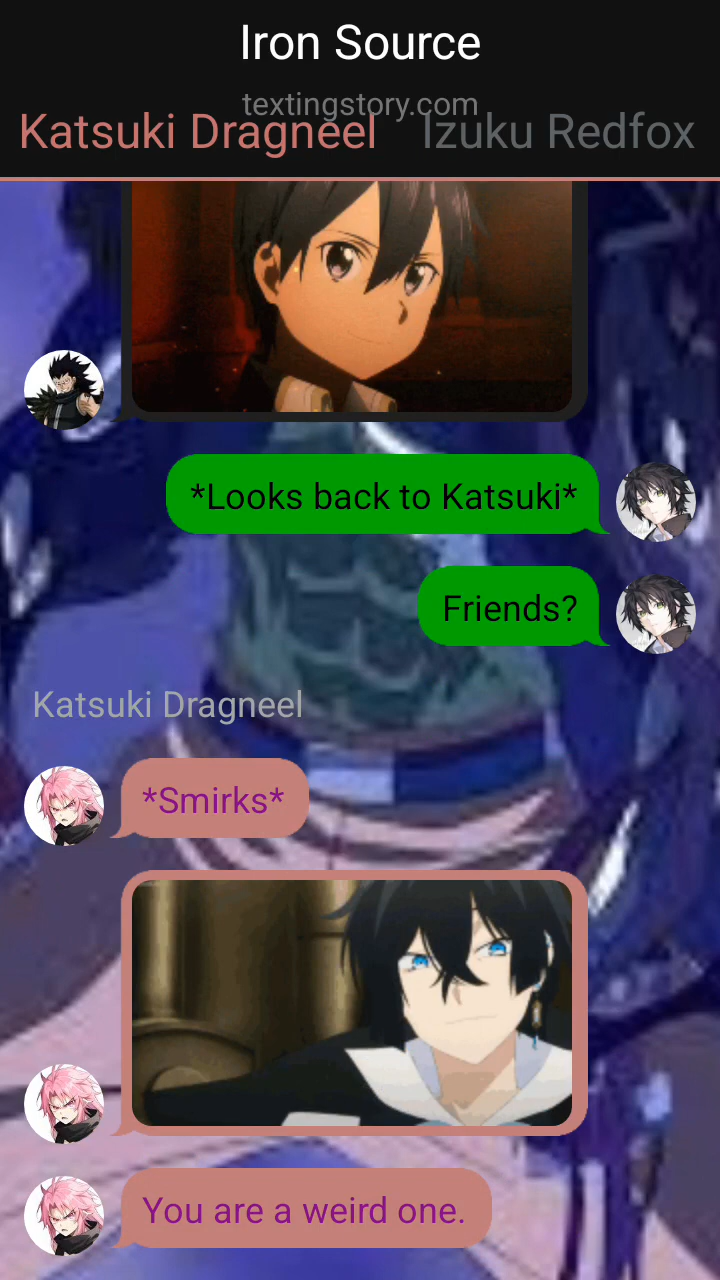 Iron Source
textingstory.com
Katsuki Dragneel Izuku Redfox
*Looks back to Katsuki*
Friends?
Katsuki Dragneel
*Smirks*
You are a weird one.